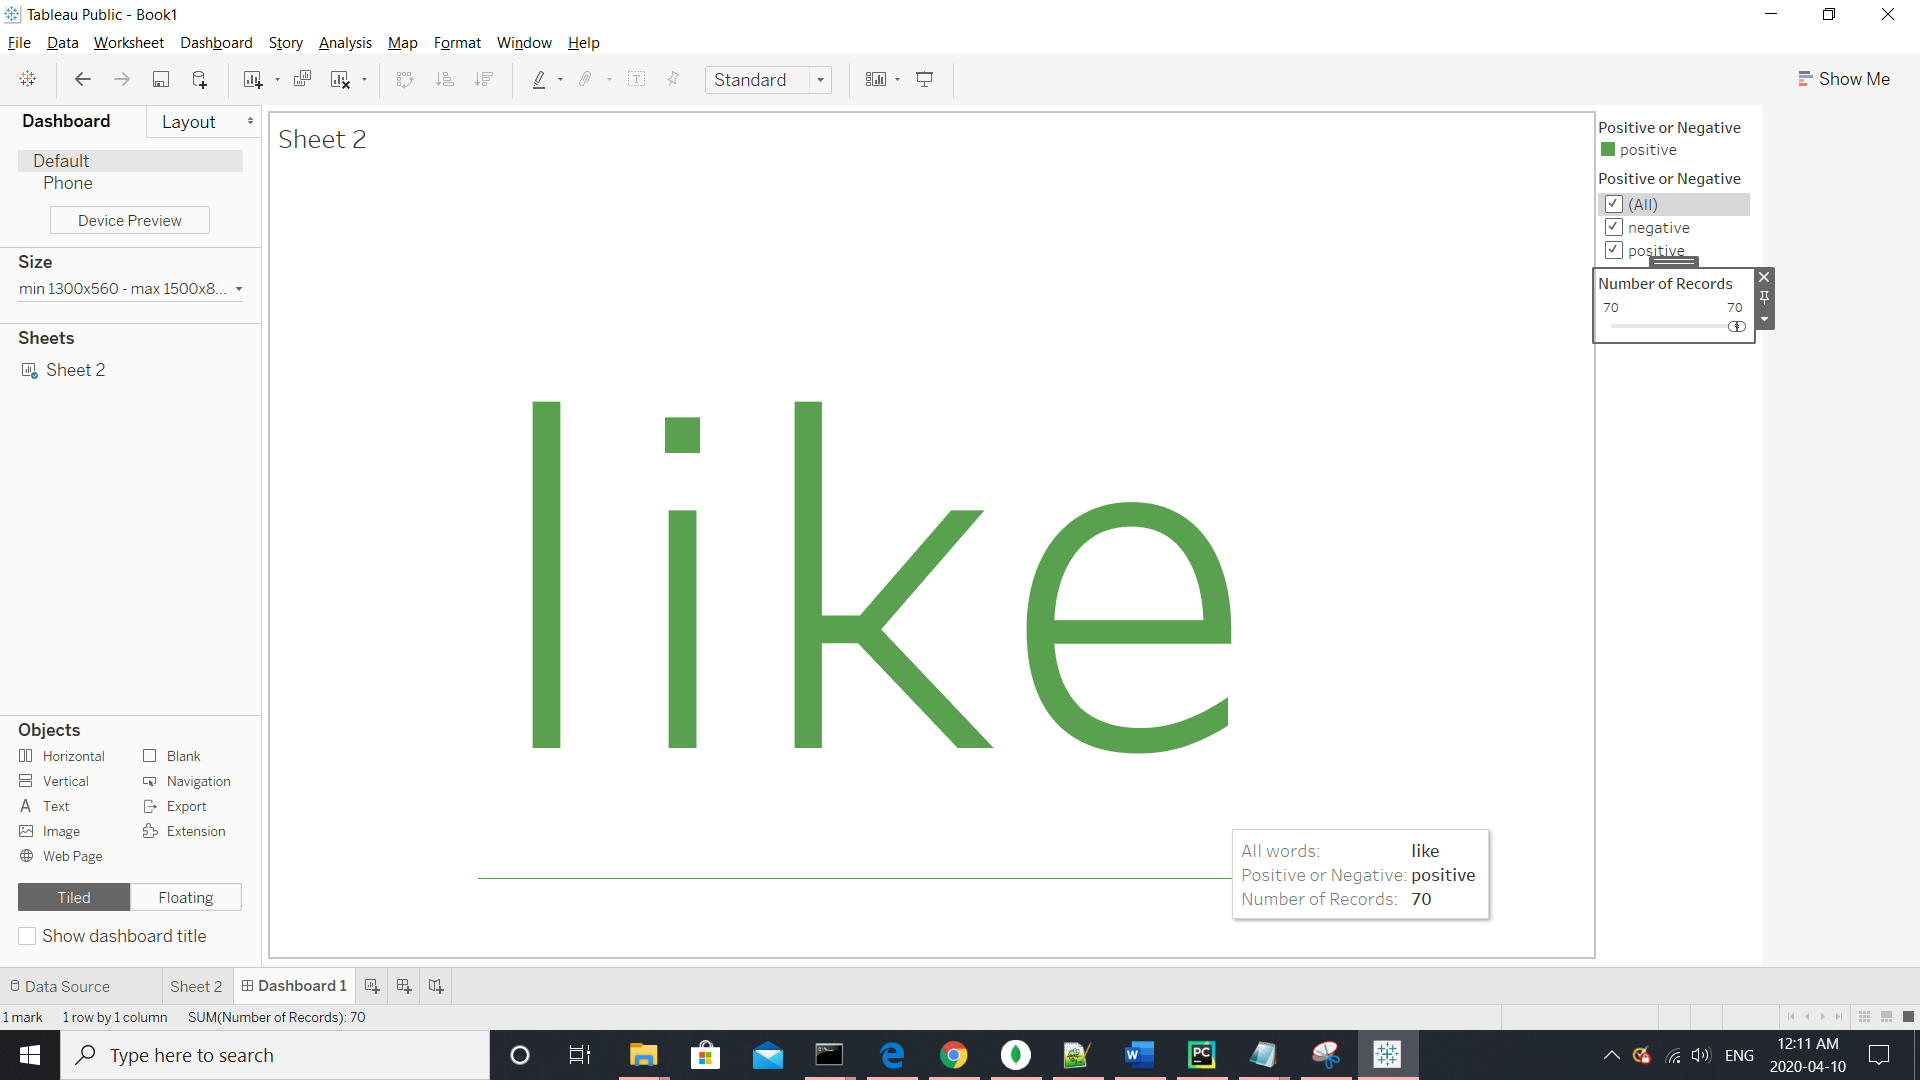 Tableau Public - Book1
File Data Worksheet Dashboard Story Analysis Map Format Window Help
Standard
Show Me
Dashboard Layout
Default
Phone
Device Preview
Size
min 1300x560 - max 1500x8...
Sheets
Sheet 2
Objects
Horizontal Blank
Vertical Navigation
A Text Export
Image Extension
Web Page
Tiled Floating
Show dashboard title
Sheet 2
like
All words: like
Positive or Negative: positive
Number of Records: 70
Positive or Negative
positive
Positive or Negative
(All)
negative
positive
Number of Records
70 70
Data Source Sheet 2 Dashboard 1
1 mark 1 row by 1 column SUM(Number of Records): 70
Type here to search
W
PC
ENG
12:11 AM
2020-04-10